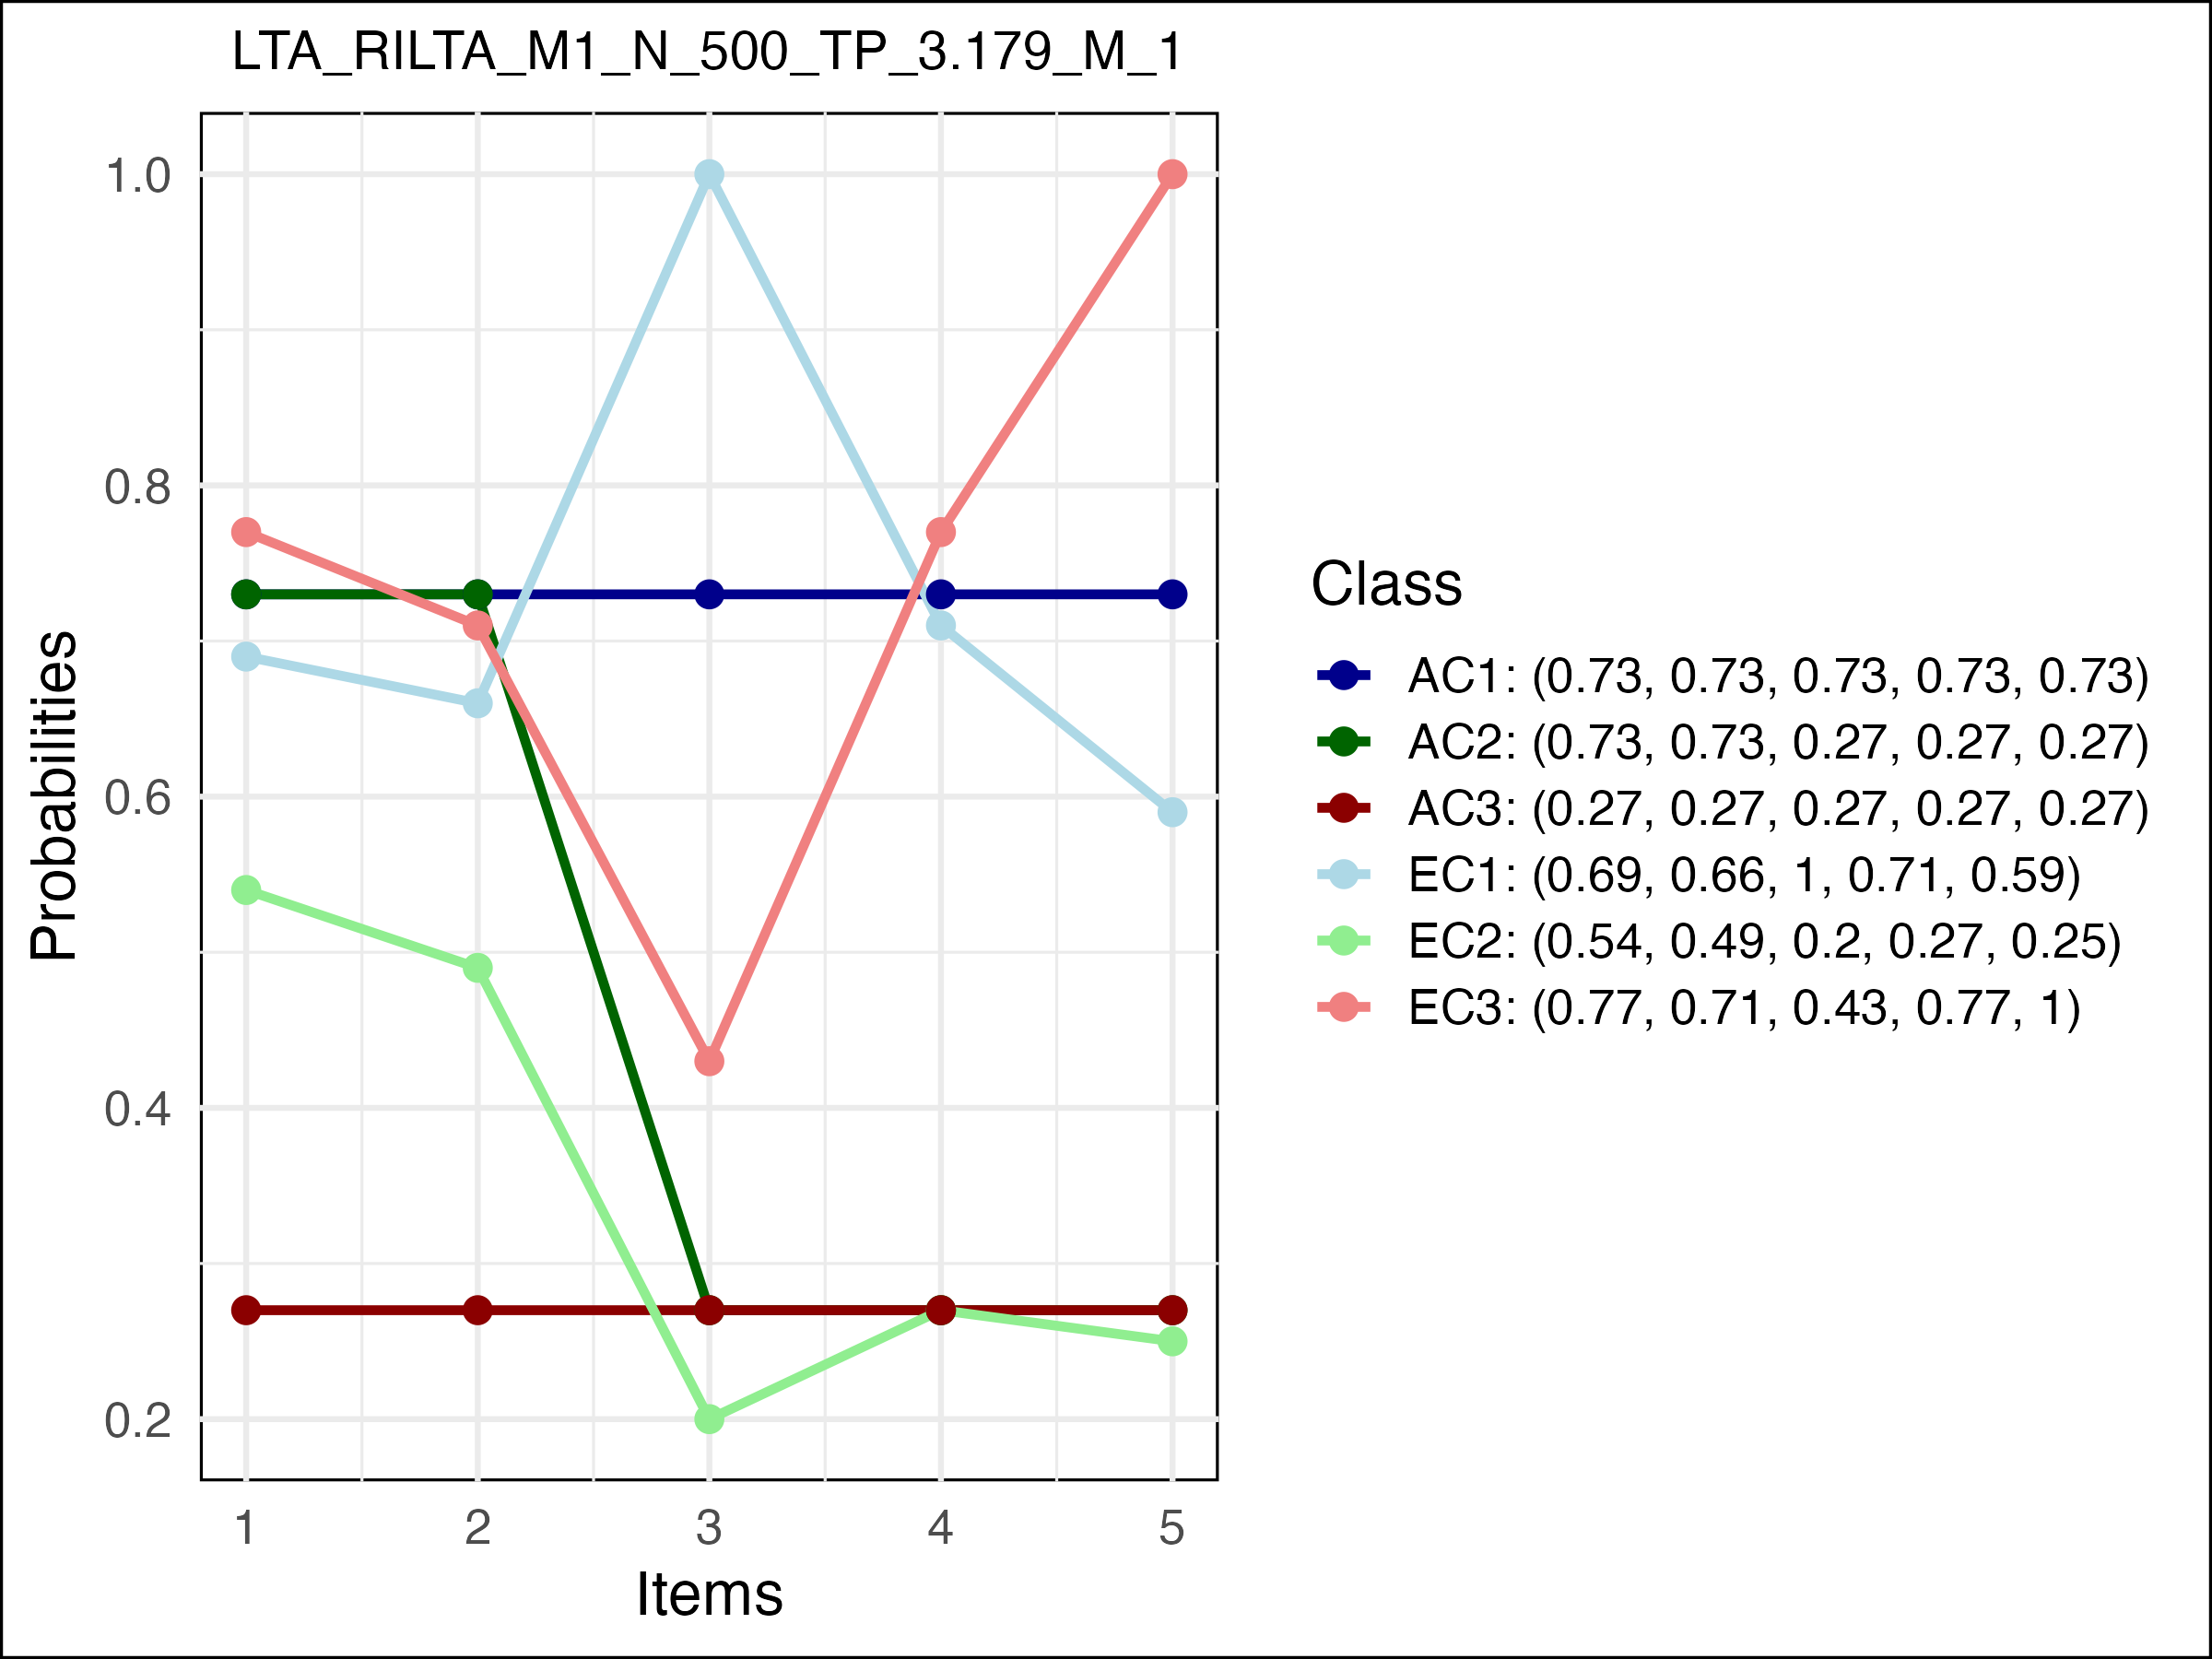 LTA_RILTA_M1_N_500_TP_3.179_M_1
1.0
0.8
0.6
0.4
0.2
Probabilities
1 2 3 4 5
Items
Class
AC1: (0.73, 0.73, 0.73, 0.73, 0.73)
AC2: (0.73, 0.73, 0.27, 0.27, 0.27)
AC3: (0.27, 0.27, 0.27, 0.27, 0.27)
EC1: (0.69, 0.66, 1, 0.71, 0.59)
EC2: (0.54, 0.49, 0.2, 0.27, 0.25)
EC3: (0.77, 0.71, 0.43, 0.77, 1)